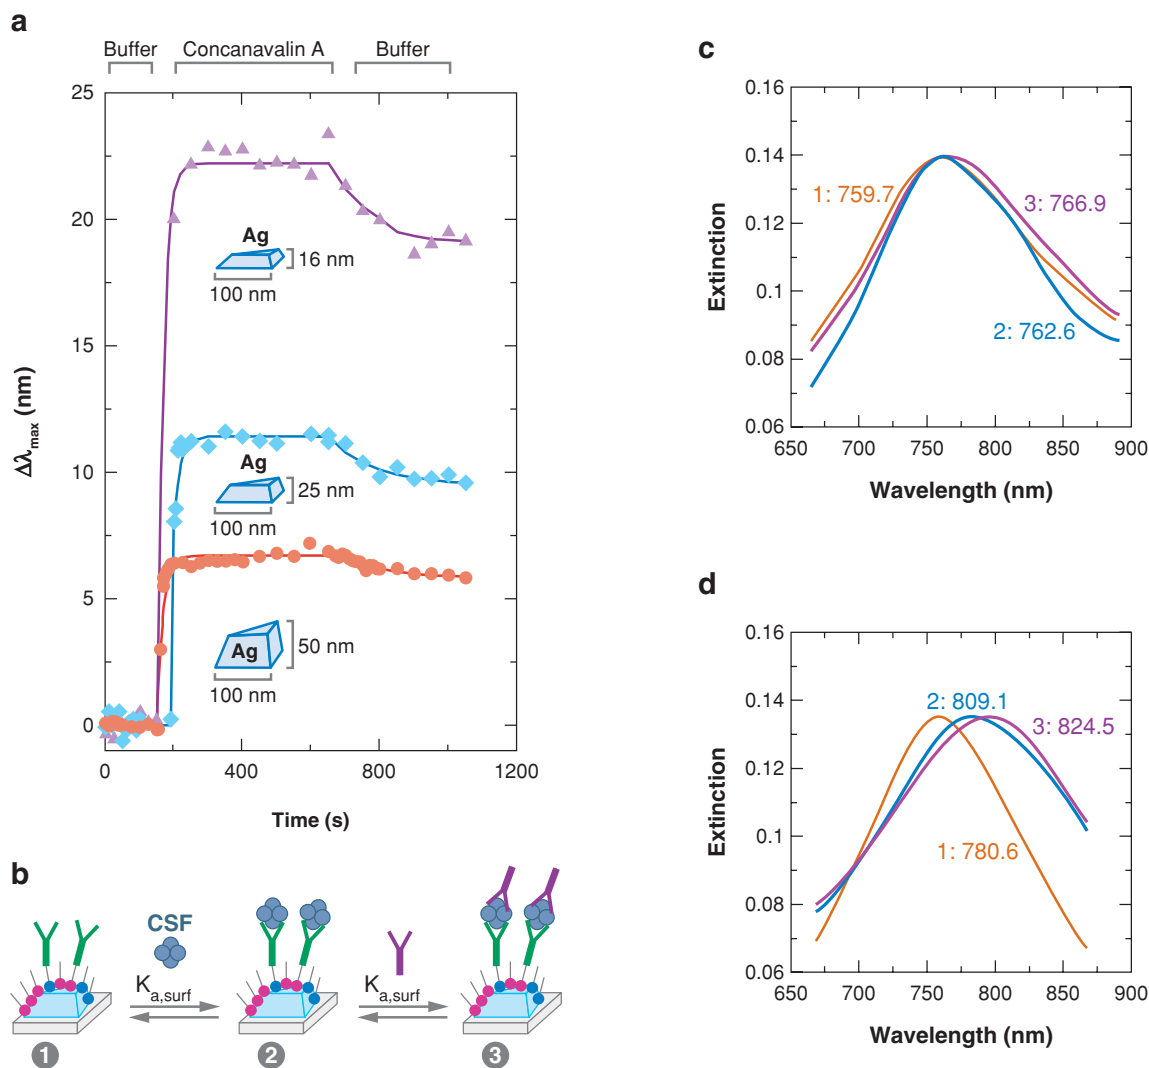 a
Buffer
Concanavalin A
Buffer
25
20
15
10
5
0
Δλmax (nm)
Ag
16 nm
100 nm
Ag
25 nm
100 nm
Ag
50 nm
100 nm
0
400
800
1200
Time (s)
b
CSF
Ka,surf
Ka,surf
1
2
3
c
0.16
0.14
0.12
0.1
0.08
0.06
Extinction
1: 759.7
3: 766.9
2: 762.6
650
700
750
800
850
900
Wavelength (nm)
d
0.16
0.14
0.12
0.1
0.08
0.06
Extinction
2: 809.1
3: 824.5
1: 780.6
650
700
750
800
850
900
Wavelength (nm)